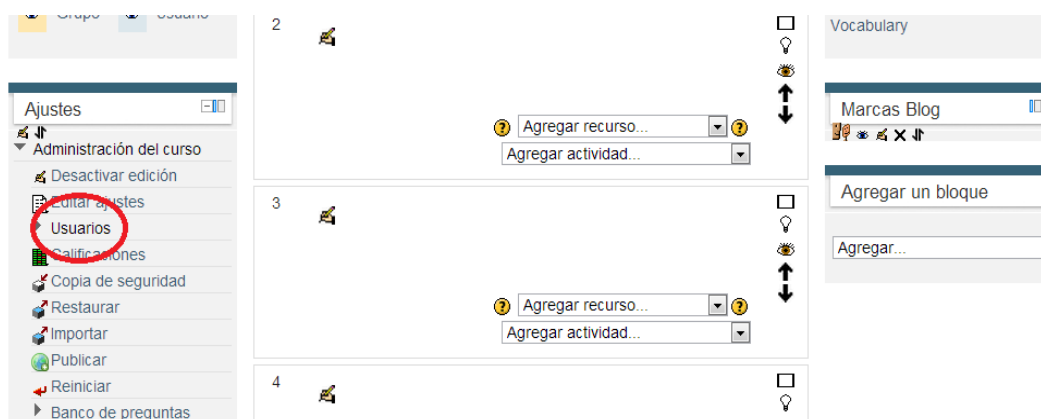 Grupo Usuario
Ajustes
Administración del curso
Desactivar edición
Editar ajustes
Usuarios
Calificaciones
Copia de seguridad
Restaurar
Importar
Publicar
Reiniciar
Banco de preguntas
2
Agregar recurso...
Agregar actividad...
3
Agregar recurso...
Agregar actividad...
4
Vocabulary
Marcas Blog
Agregar un bloque
Agregar...